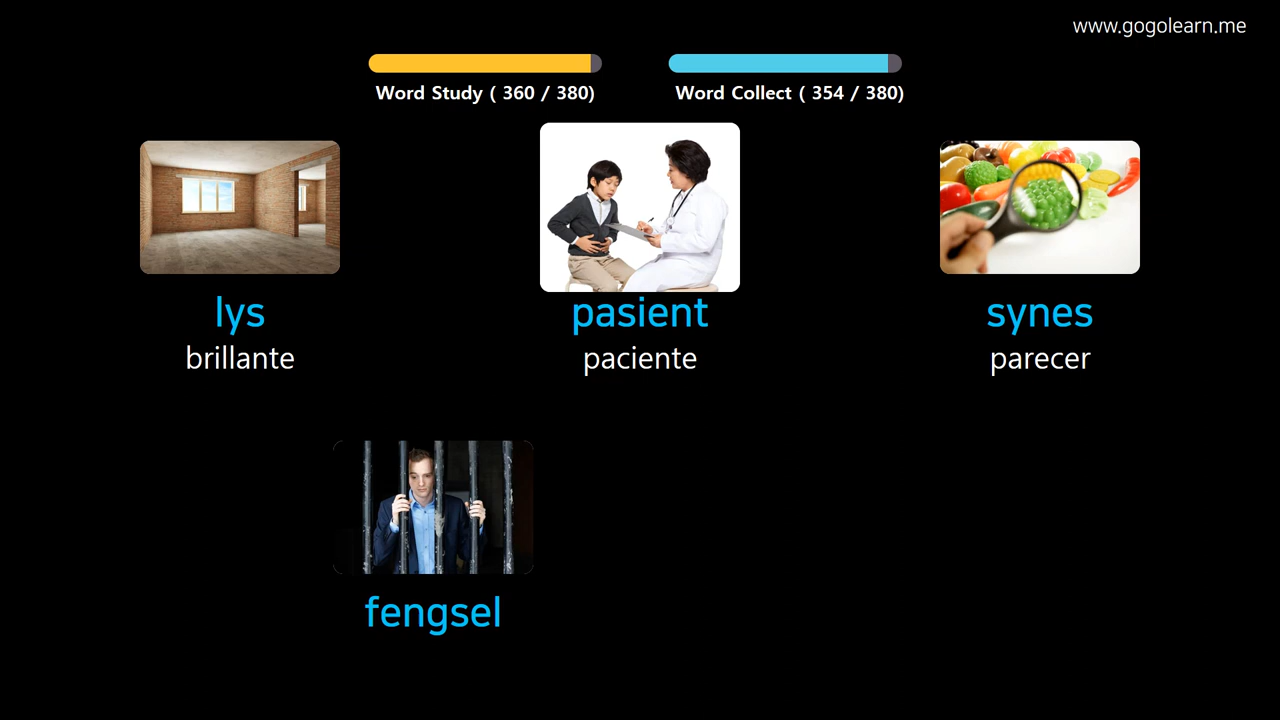 www.gogolearn.me
Word Study ( 360 / 380)
Word Collect ( 354 / 380)
lys
brillante
pasient
paciente
synes
parecer
fengsel